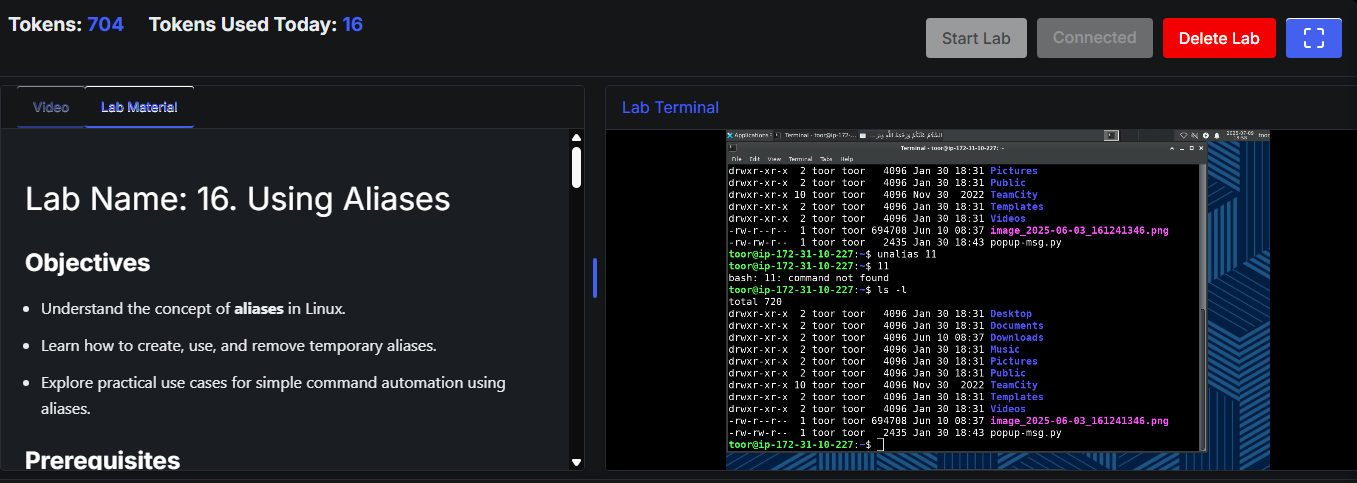 Tokens: 704 Tokens Used Today: 16
Start Lab Connected Delete Lab
Video Lab Material
Lab Name: 16. Using Aliases
Objectives
Understand the concept of aliases in Linux.
Learn how to create, use, and remove temporary aliases.
Explore practical use cases for simple command automation using
aliases.
Prerequisites
Lab Terminal
Applications Terminal - toor@ip-172-...
Terminal - toor@ip-172-31-10-227: ~
File Edit View Terminal Tabs Help
drwxr-xr-x 2 toor toor 4096 Jan 30 18:31 Pictures
drwxr-xr-x 2 toor toor 4096 Jan 30 18:31 Public
drwxr-xr-x 10 toor toor 4096 Nov 30 2022 TeamCity
drwxr-xr-x 2 toor toor 4096 Jan 30 18:31 Templates
drwxr-xr-x 2 toor toor 4096 Jan 30 18:31 Videos
-rw-r--r-- 1 toor toor 694708 Jun 10 08:37 image_2025-06-03_161241346.png
-rw-rw-r-- 1 toor toor 2435 Jan 30 18:43 popup-msg.py
toor@ip-172-31-10-227:~$ unalias 11
toor@ip-172-31-10-227:~$ 11
bash: 11: command not found
toor@ip-172-31-10-227:~$ ls -l
total 720
drwxr-xr-x 2 toor toor 4096 Jan 30 18:31 Desktop
drwxr-xr-x 2 toor toor 4096 Jan 30 18:31 Documents
drwxr-xr-x 2 toor toor 4096 Jun 10 08:37 Downloads
drwxr-xr-x 2 toor toor 4096 Jan 30 18:31 Music
drwxr-xr-x 2 toor toor 4096 Jan 30 18:31 Pictures
drwxr-xr-x 2 toor toor 4096 Jan 30 18:31 Public
drwxr-xr-x 10 toor toor 4096 Nov 30 2022 TeamCity
drwxr-xr-x 2 toor toor 4096 Jan 30 18:31 Templates
drwxr-xr-x 2 toor toor 4096 Jan 30 18:31 Videos
-rw-r--r-- 1 toor toor 694708 Jun 10 08:37 image_2025-06-03_161241346.png
-rw-rw-r-- 1 toor toor 2435 Jan 30 18:43 popup-msg.py
toor@ip-172-31-10-227:~$